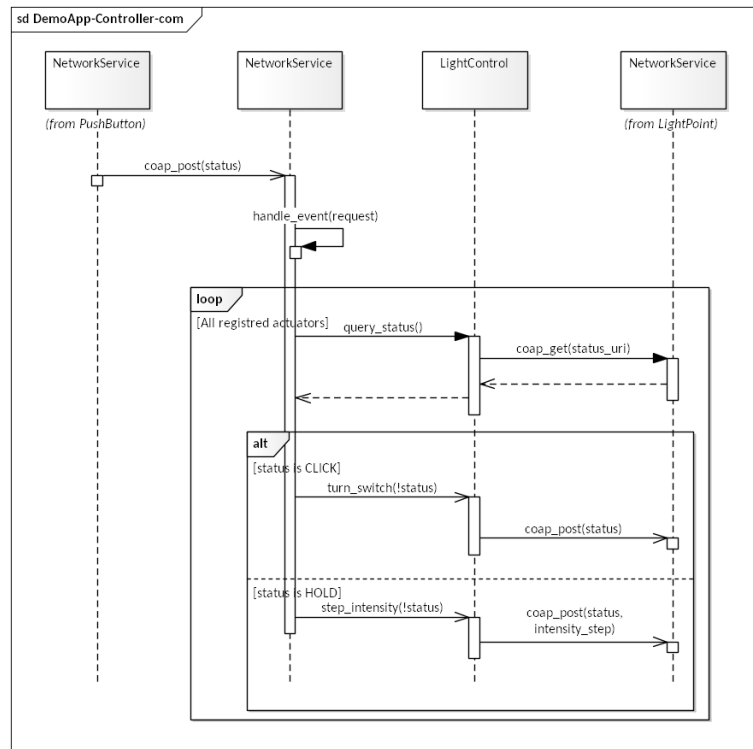 sd DemoApp-Controller-com
NetworkService
NetworkService
LightControl
NetworkService
(from PushButton)
(from LightPoint)
coap_post(status)
handle_event(request)
loop
[All registred actuators]
query_status()
coap_get(status_uri)
alt
[status is CLICK]
turn_switch(!status)
coap_post(status)
[status is HOLD]
step_intensity(!status)
coap_post(status,
intensity_step)